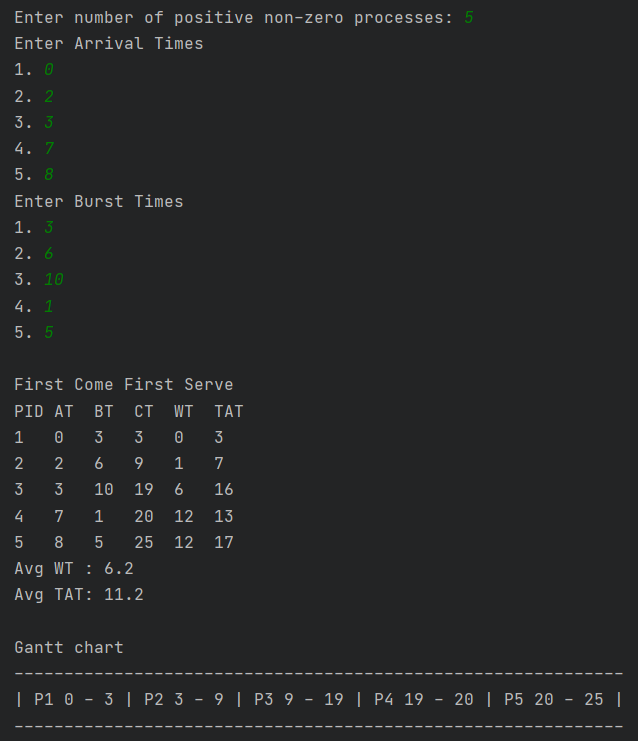 Enter number of positive non-zero processes: 5
Enter Arrival Times
1. 0
2. 2
3. 3
4. 7
5. 8
Enter Burst Times
1. 3
2. 6
3. 10
4. 1
5. 5

First Come First Serve
PID AT  BT  CT  WT  TAT
1   0   3   3   0   3
2   2   6   9   1   7
3   3   10  19  6   16
4   7   1   20  12  13
5   8   5   25  12  17
Avg WT : 6.2
Avg TAT: 11.2

Gantt chart
-------------------------------------------------------------
| P1 0 - 3 | P2 3 - 9 | P3 9 - 19 | P4 19 - 20 | P5 20 - 25 |
-------------------------------------------------------------